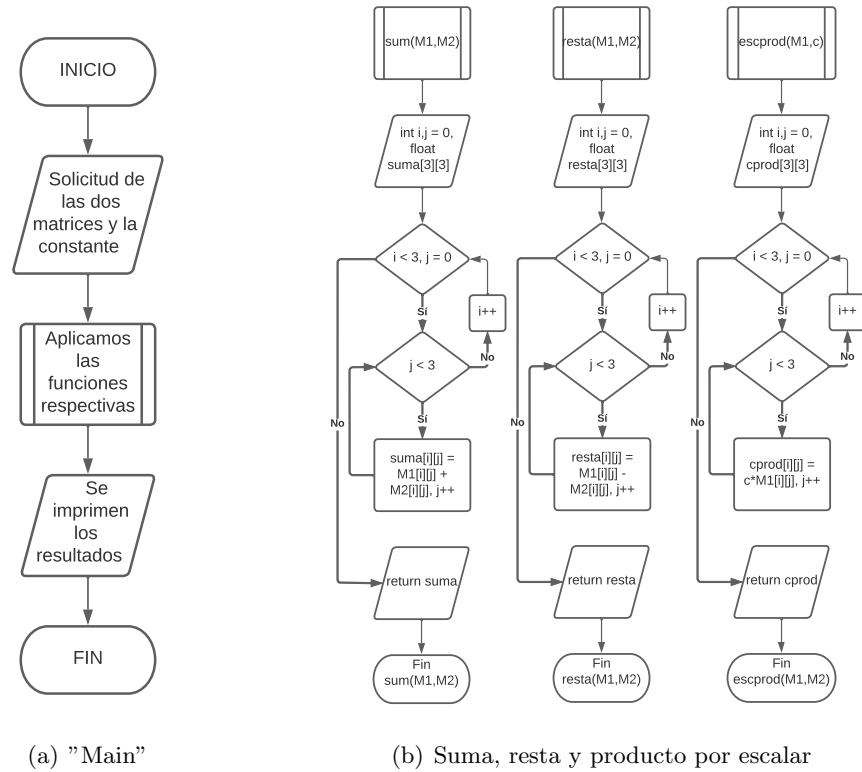 INICIO
Solicitud de
las dos
matrices y la
constante
Aplicamos
las
funciones
respectivas
Se
imprimen
los
resultados
FIN
(a) "Main"
sum(M1,M2)
int i,j = 0,
float
suma[3][3]
i < 3, j = 0
Sí
i++
j < 3
No
Sí
No
suma[i][j] =
M1[i][j] +
M2[i][j], j++
return suma
Fin
sum(M1,M2)
resta(M1,M2)
int i,j = 0,
float
resta[3][3]
i < 3, j = 0
Sí
i++
j < 3
No
Sí
No
resta[i][j] =
M1[i][j] -
M2[i][j], j++
return resta
Fin
resta(M1,M2)
escprod(M1,c)
int i,j = 0,
float
cprod[3][3]
i < 3, j = 0
Sí
i++
j < 3
No
Sí
No
cprod[i][j] =
c*M1[i][j], j++
return cprod
Fin
escprod(M1,M2)
(b) Suma, resta y producto por escalar